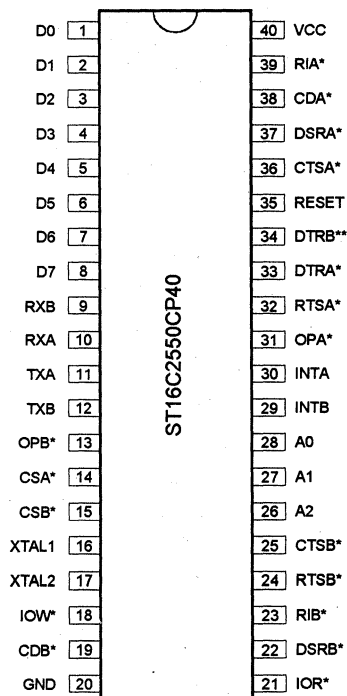 D0 1 40 VCC
D1 2 39 RIA*
D2 3 38 CDA*
D3 4 37 DSRA*
D4 5 36 CTSA*
D5 6 35 RESET
D6 7 34 DTRB**
D7 8 33 DTRA*
RXB 9 32 RTSA*
RXA 10 31 OPA*
TXA 11 30 INTA
TXB 12 29 INTB
OPB* 13 28 A0
CSA* 14 27 A1
CSB* 15 26 A2
XTAL1 16 25 CTSB*
XTAL2 17 24 RTSB*
IOW* 18 23 RIB*
CDB* 19 22 DSRB*
GND 20 21 IOR*
ST16C2550CP40